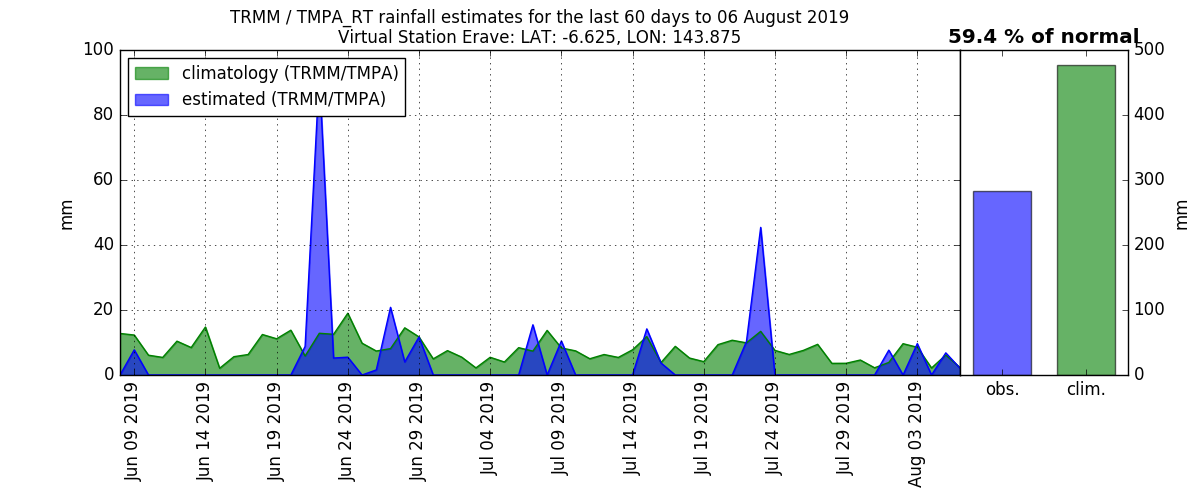 TRMM / TMPA_RT rainfall estimates for the last 60 days to 06 August 2019
Virtual Station Erave: LAT: -6.625, LON: 143.875
59.4 % of normal
climatology (TRMM/TMPA)
estimated (TRMM/TMPA)
100
80
60
40
20
0
mm
500
400
300
200
100
0
mm
Jun 09 2019
Jun 14 2019
Jun 19 2019
Jun 24 2019
Jun 29 2019
Jul 04 2019
Jul 09 2019
Jul 14 2019
Jul 19 2019
Jul 24 2019
Jul 29 2019
Aug 03 2019
obs.
clim.